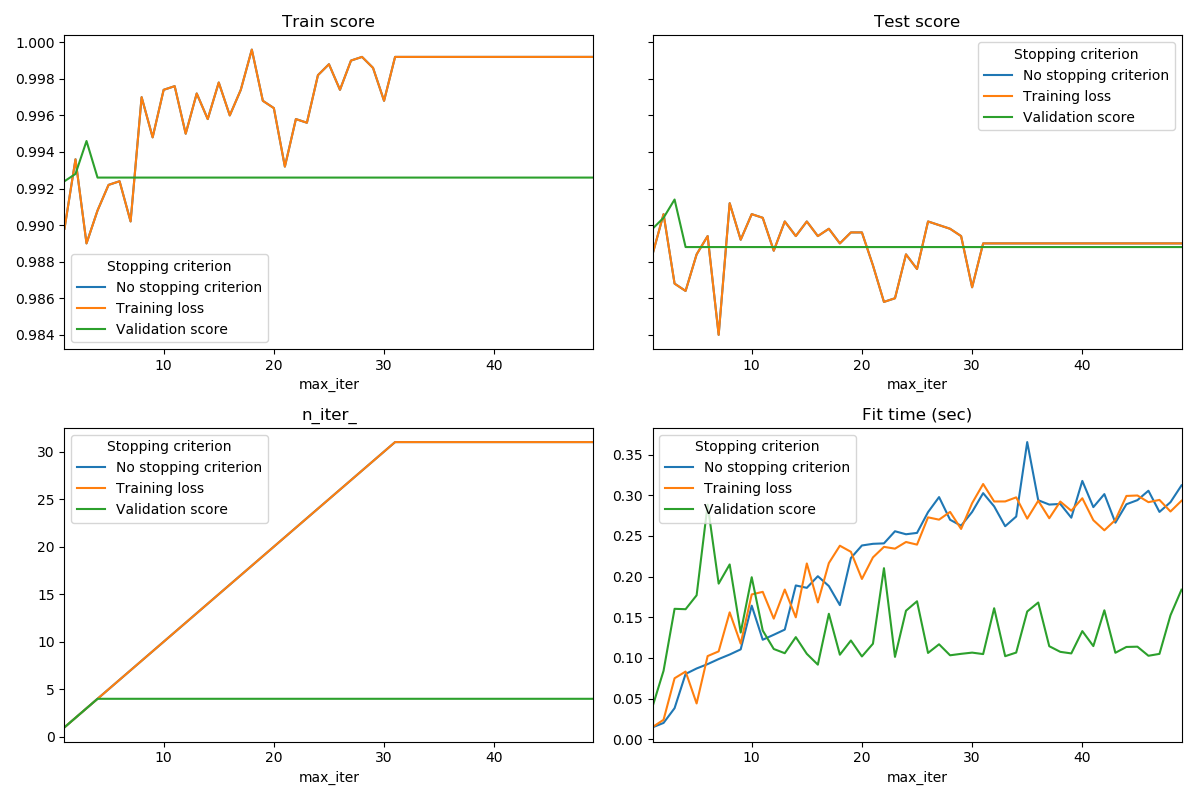 Train score
1.000
0.998
0.996
0.994
0.992
0.990
0.988
0.986
0.984
Stopping criterion
No stopping criterion
Training loss
Validation score
10 20 30 40
max_iter
Test score
Stopping criterion
No stopping criterion
Training loss
Validation score
10 20 30 40
max_iter
n_iter_
30
25
20
15
10
5
0
Stopping criterion
No stopping criterion
Training loss
Validation score
10 20 30 40
max_iter
Fit time (sec)
0.35
0.30
0.25
0.20
0.15
0.10
0.05
0.00
Stopping criterion
No stopping criterion
Training loss
Validation score
10 20 30 40
max_iter